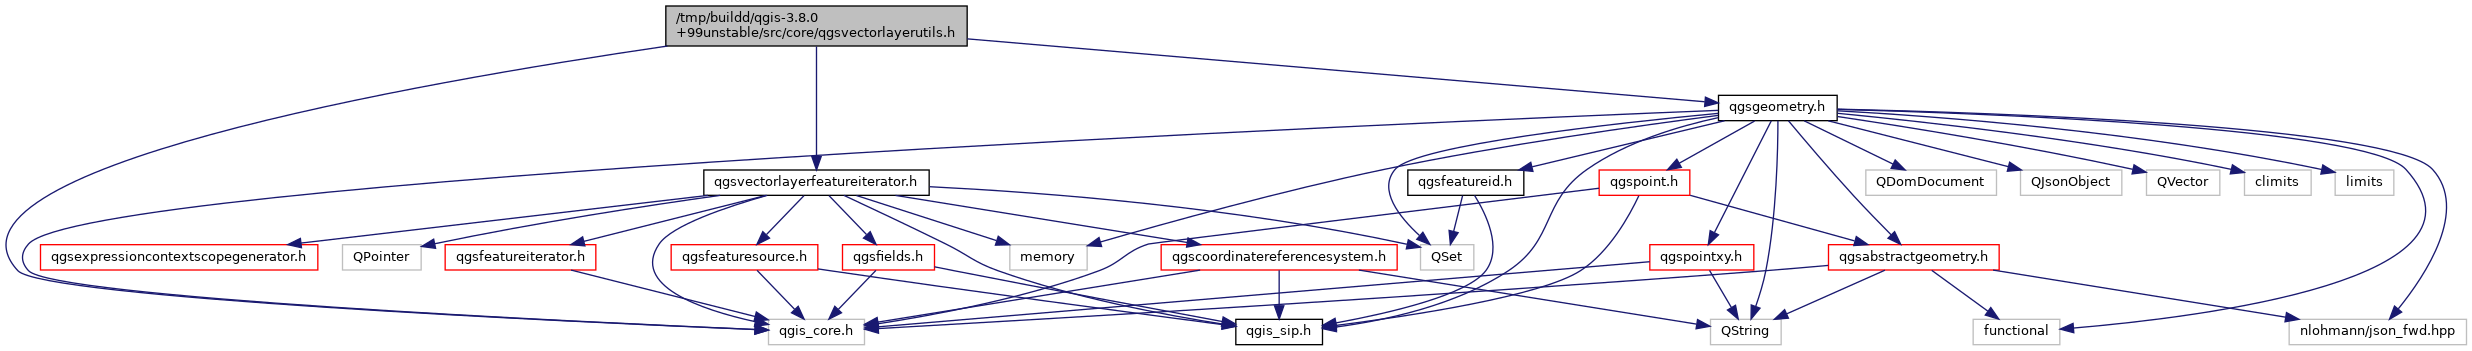 /tmp/buildd/qgis-3.8.0
+99unstable/src/core/qgsvectorlayerutils.h
qgsgeometry.h
qgsvectorlayerfeatureiterator.h
qgsfeatureid.h
qgspoint.h
QDomDocument
QJsonObject
QVector
climits
limits
qgsexpressioncontextscopegenerator.h
QPointer
qgsfeatureiterator.h
qgsfeaturesource.h
qgsfields.h
memory
qgscoordinatereferencesystem.h
QSet
qgspointxy.h
qgsabstractgeometry.h
qgis_core.h
qgis_sip.h
QString
functional
nlohmann/json_fwd.hpp